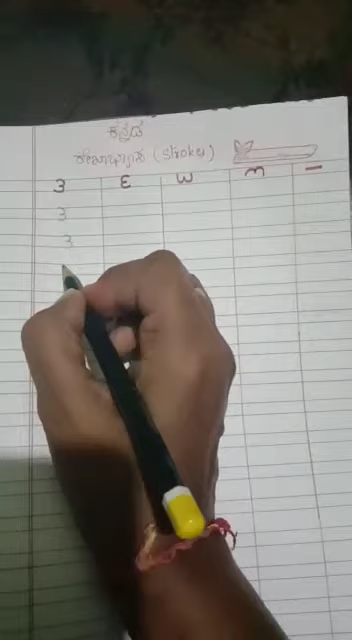 ಕನ್ನಡ
ರೇಖಾಭ್ಯಾಸ (strokes)
3 ε ω m —
3
3